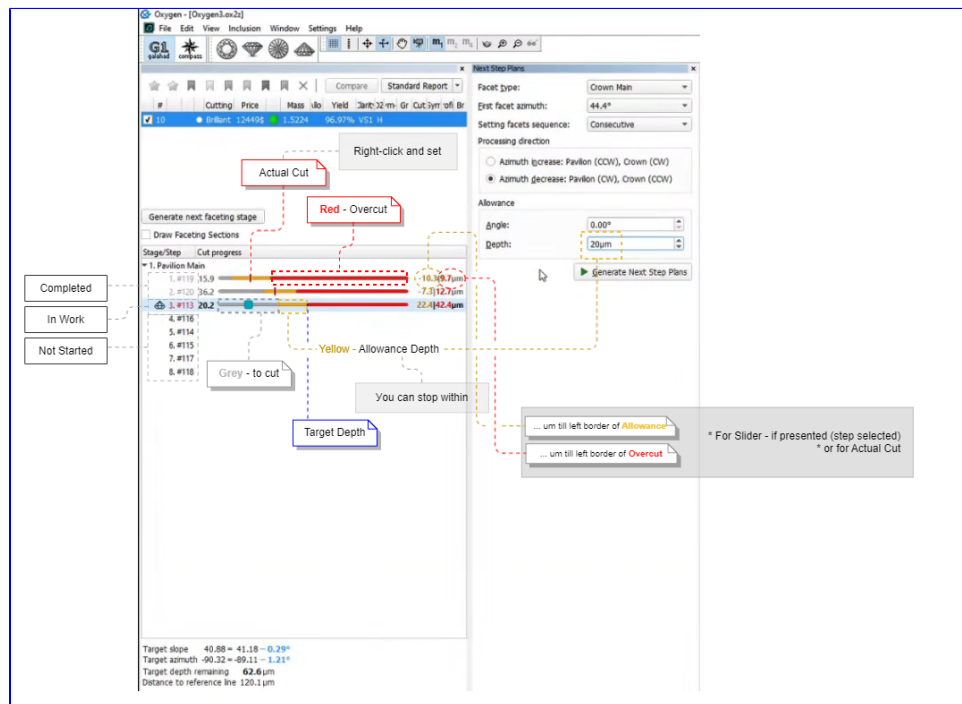 Oxygen - [Oxygen3.ox2z]
File Edit View Inclusion Window Settings Help
G1 galahad compass m1 m m
Next Step Plans
Compare Standard Report
# Cutting Price Mass Yield Gr Cut Br
10 Brilliant 12449$ 1.5224 96.97% VS1 H
Facet type: Crown Main
First facet azimuth: 44.4°
Setting facets sequence: Consecutive
Processing direction
Azimuth increase: Pavilion (CCW), Crown (CW)
Azimuth decrease: Pavilion (CW), Crown (CCW)
Allowance
Angle: 0.00°
Depth: 20µm
Generate Next Step Plans
Right-click and set
Actual Cut
Red - Overcut
Generate next faceting stage
Draw Faceting Sections
Stage/Step Cut progress
1. Pavilion Main
1. #119 15.9 -10.3|9.7µm
2. #120 36.2 -7.3|12.7µm
3. #113 20.2 22.4|42.4µm
4. #116
5. #114
6. #115
7. #117
8. #118
Completed
In Work
Not Started
Yellow - Allowance Depth
Grey - to cut
You can stop within
Target Depth
... um till left border of Allowance
... um till left border of Overcut
* For Slider - if presented (step selected)
* or for Actual Cut
Target slope 40.88 = 41.18 − 0.29°
Target azimuth -90.32 = -89.11 − 1.21°
Target depth remaining 62.6 µm
Distance to reference line 120.1 µm